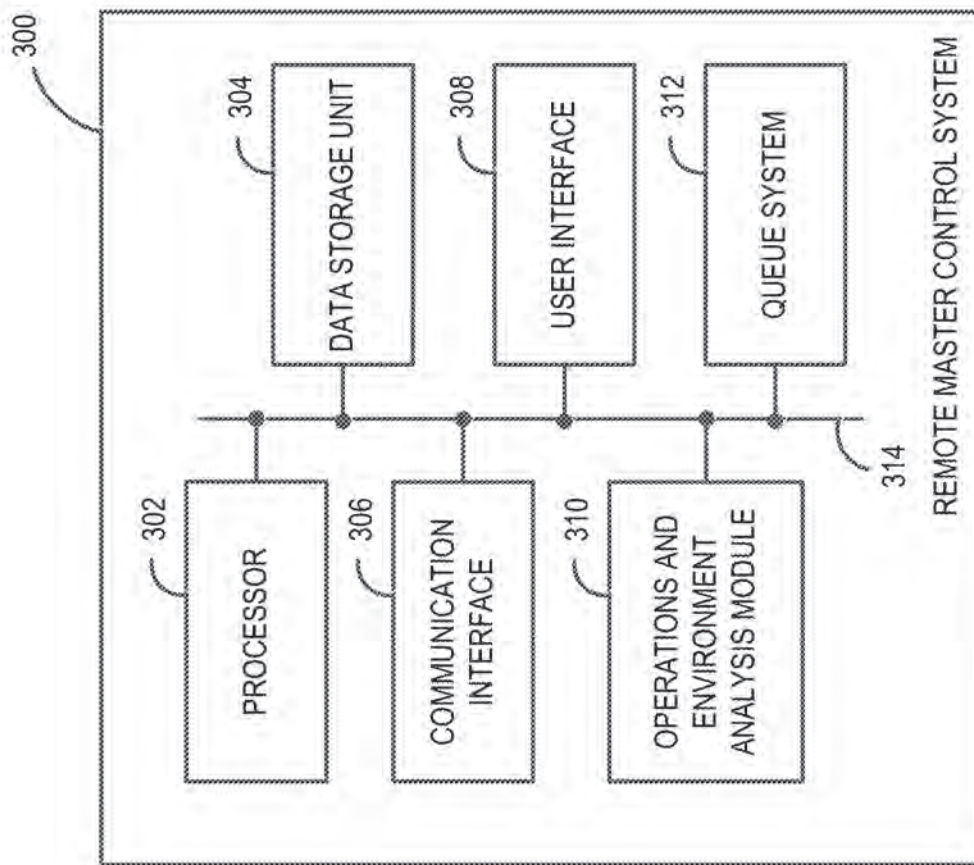 300
302
PROCESSOR
304
DATA STORAGE UNIT
306
COMMUNICATION
INTERFACE
308
USER INTERFACE
310
OPERATIONS AND
ENVIRONMENT
ANALYSIS MODULE
312
QUEUE SYSTEM
314
REMOTE MASTER CONTROL SYSTEM